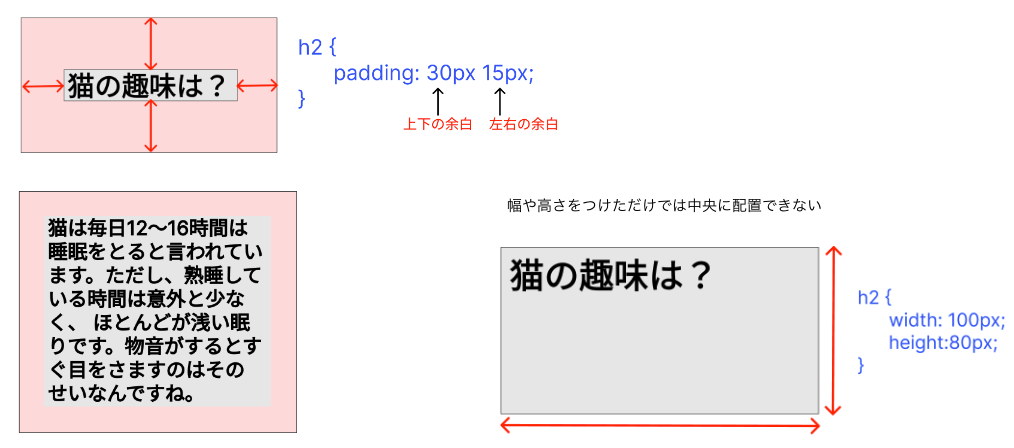 猫の趣味は？
h2 {
padding: 30px 15px;
}
上下の余白 左右の余白
猫は毎日12〜16時間は
睡眠をとると言われてい
ます。ただし、熟睡して
いる時間は意外と少な
く、 ほとんどが浅い眠
りです。物音がするとす
ぐ目をさますのはその
せいなんですね。
幅や高さをつけただけでは中央に配置できない
猫の趣味は？
h2 {
width: 100px;
height:80px;
}